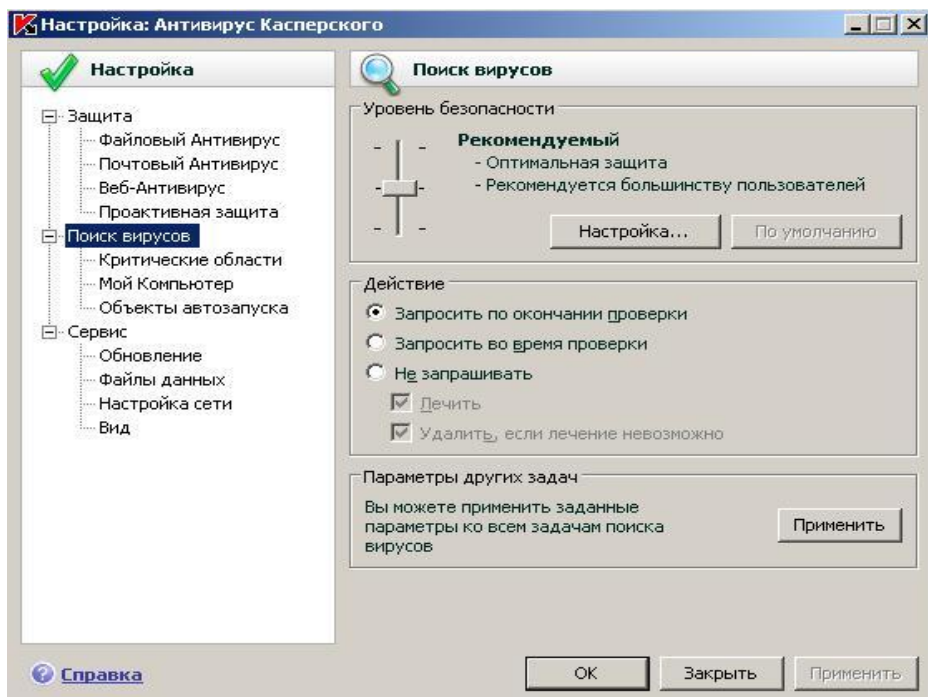 Настройка: Антивирус Касперского
Настройка
Защита
Файловый Антивирус
Почтовый Антивирус
Веб-Антивирус
Проактивная защита
Поиск вирусов
Критические области
Мой Компьютер
Объекты автозапуска
Сервис
Обновление
Файлы данных
Настройка сети
Вид
Справка
Поиск вирусов
Уровень безопасности
Рекомендуемый
- Оптимальная защита
- Рекомендуется большинству пользователей
Настройка...
По умолчанию
Действие
Запросить по окончании проверки
Запросить во время проверки
Не запрашивать
Лечить
Удалить, если лечение невозможно
Параметры других задач
Вы можете применить заданные
параметры ко всем задачам поиска
вирусов
Применить
ОК
Закрыть
Применить